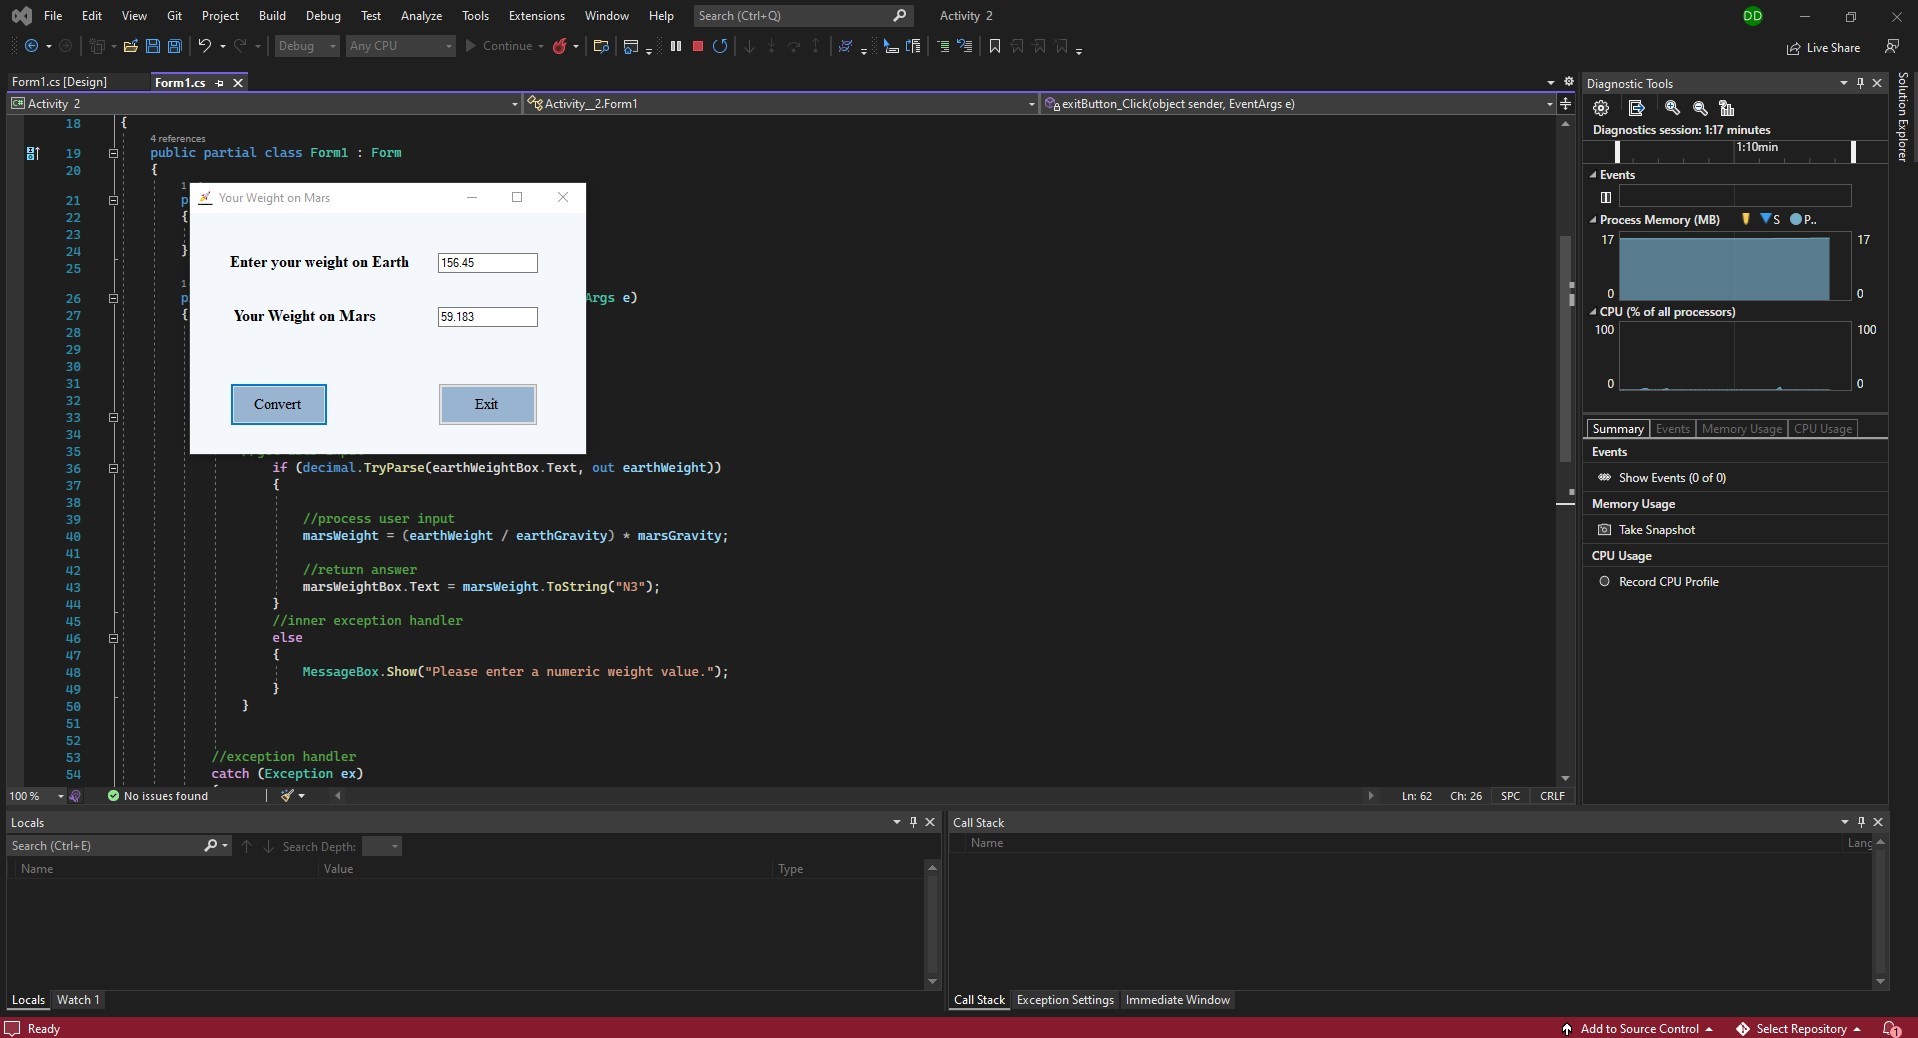 File Edit View Git Project Build Debug Test Analyze Tools Extensions Window Help Search (Ctrl+Q) Activity 2 DD
Debug Any CPU Continue Live Share
Form1.cs [Design] Form1.cs
C# Activity 2 Activity__2.Form1 exitButton_Click(object sender, EventArgs e)
18 {
4 references
19 public partial class Form1 : Form
20 {
1
21 p
22 {
23
24 }
25
1
26 p Args e)
27 {
28
29
30
31
32
33
34
35
36 if (decimal.TryParse(earthWeightBox.Text, out earthWeight))
37 {
38
39 //process user input
40 marsWeight = (earthWeight / earthGravity) * marsGravity;
41
42 //return answer
43 marsWeightBox.Text = marsWeight.ToString("N3");
44 }
45 //inner exception handler
46 else
47 {
48 MessageBox.Show("Please enter a numeric weight value.");
49 }
50 }
51
52
53 //exception handler
54 catch (Exception ex)
Your Weight on Mars
Enter your weight on Earth 156.45
Your Weight on Mars 59.183
Convert Exit
100 % No issues found Ln: 62 Ch: 26 SPC CRLF
Diagnostic Tools
Diagnostics session: 1:17 minutes
1:10min
Events
Process Memory (MB) S P..
17 17
0 0
CPU (% of all processors)
100 100
0 0
Summary Events Memory Usage CPU Usage
Events
Show Events (0 of 0)
Memory Usage
Take Snapshot
CPU Usage
Record CPU Profile
Solution Explorer
Locals
Search (Ctrl+E) Search Depth:
Name Value Type
Locals Watch 1
Call Stack
Name Lang
Call Stack Exception Settings Immediate Window
Ready Add to Source Control Select Repository 1